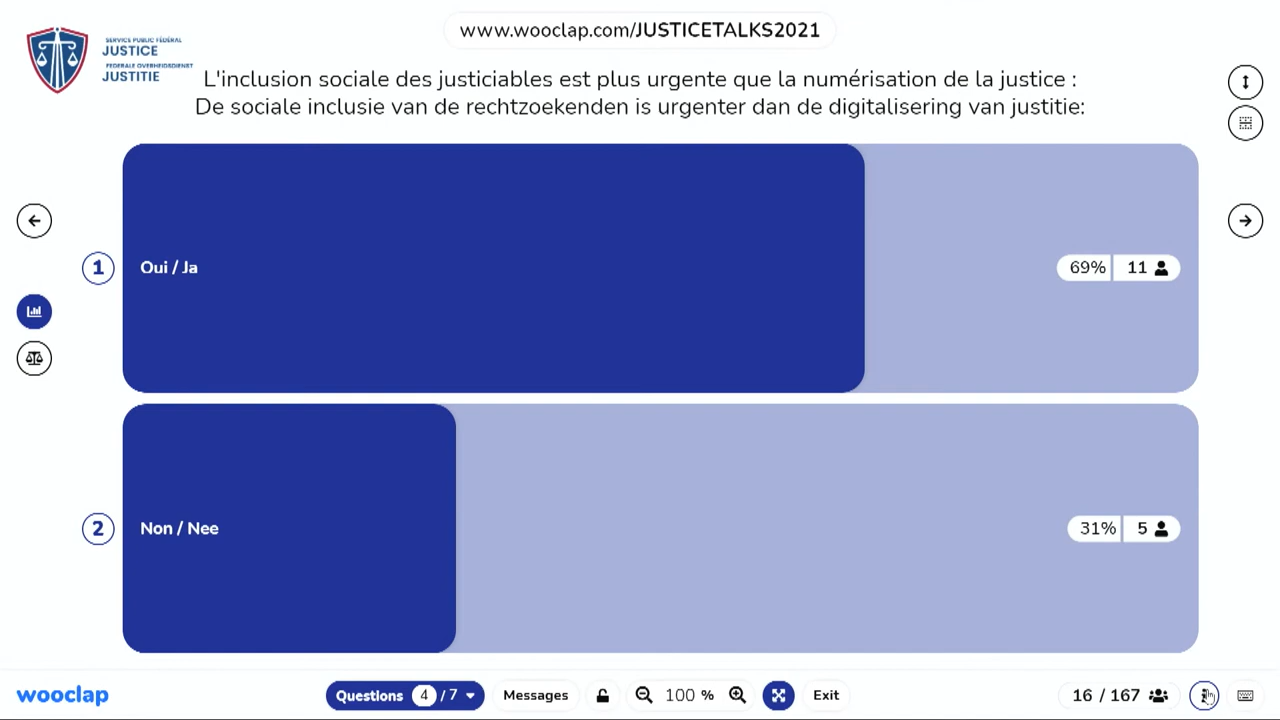 www.wooclap.com/JUSTICETALKS2021
SERVICE PUBLIC FÉDÉRAL
JUSTICE
FEDERALE OVERHEIDSDIENST
JUSTITIE
L'inclusion sociale des justiciables est plus urgente que la numérisation de la justice :
De sociale inclusie van de rechtzoekenden is urgenter dan de digitalisering van justitie:
1 Oui / Ja 69% 11
2 Non / Nee 31% 5
wooclap Questions 4 / 7 Messages 100 % Exit 16 / 167